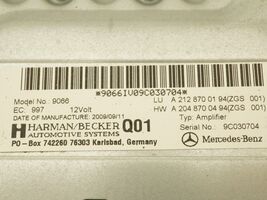 *9066IV09C030704*
Model No - 9066 LU A 212 870 01 94(ZGS 001)
EC: 997 12Volt HW A 204 870 04 94(ZGS 001)
DATE OF MANUFACTURE: 2009/09/11 Typ: Amplifier
HARMAN/BECKER Q01 Serial No: 9C030704
AUTOMOTIVE SYSTEMS Mercedes-Benz
PO-Box 742260 76303 Karlsbad, Germany